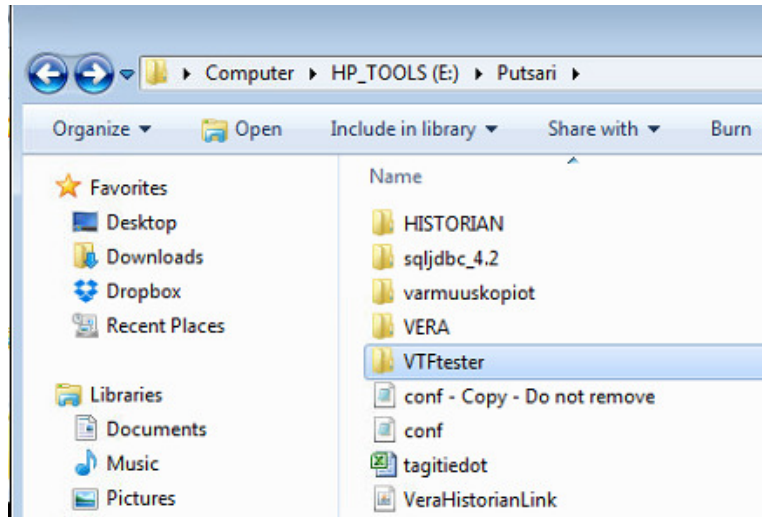 Computer HP_TOOLS (E:) Putsari
Organize Open Include in library Share with Burn
Favorites
Desktop
Downloads
Dropbox
Recent Places
Libraries
Documents
Music
Pictures
Name
HISTORIAN
sqljdbc_4.2
varmuuskopiot
VERA
VTFtester
conf - Copy - Do not remove
conf
tagitiedot
VeraHistorianLink